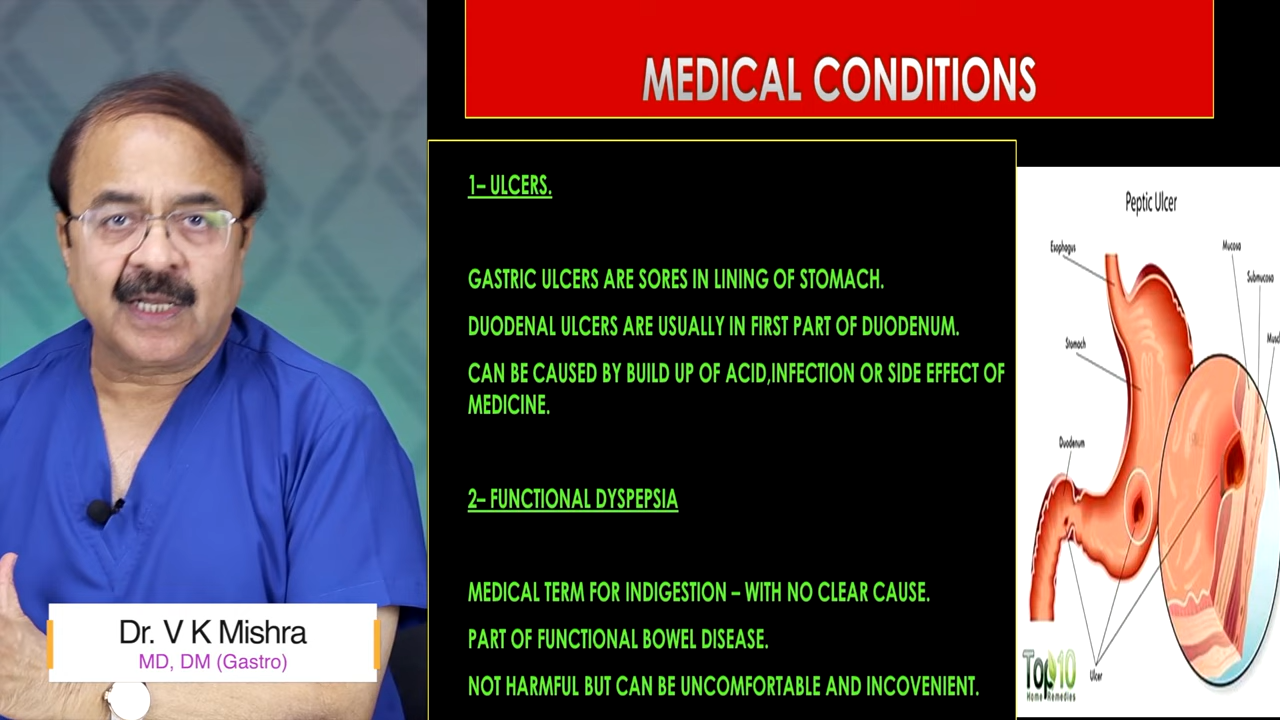 MEDICAL CONDITIONS
1– ULCERS.
GASTRIC ULCERS ARE SORES IN LINING OF STOMACH.
DUODENAL ULCERS ARE USUALLY IN FIRST PART OF DUODENUM.
CAN BE CAUSED BY BUILD UP OF ACID,INFECTION OR SIDE EFFECT OF
MEDICINE.
2– FUNCTIONAL DYSPEPSIA
MEDICAL TERM FOR INDIGESTION – WITH NO CLEAR CAUSE.
PART OF FUNCTIONAL BOWEL DISEASE.
NOT HARMFUL BUT CAN BE UNCOMFORTABLE AND INCOVENIENT.
Peptic Ulcer
Esophagus
Mucosa
Submucosa
Stomach
Duodenum
Ulcer
Top10
Home Remedies
Dr. V K Mishra
MD, DM (Gastro)